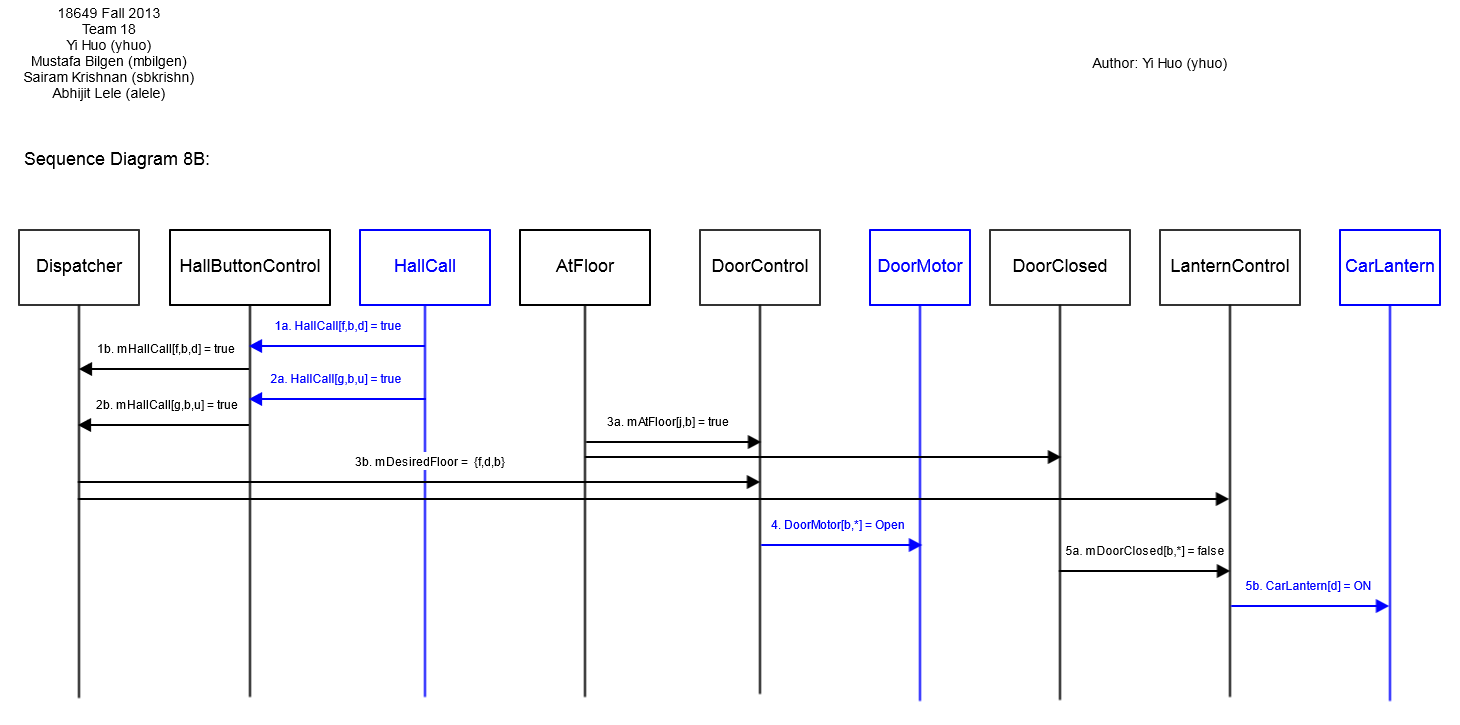 18649 Fall 2013
Team 18
Yi Huo (yhuo)
Mustafa Bilgen (mbilgen)
Sairam Krishnan (sbkrishn)
Abhijit Lele (alele)
Author: Yi Huo (yhuo)
Sequence Diagram 8B:
Dispatcher
HallButtonControl
HallCall
AtFloor
DoorControl
DoorMotor
DoorClosed
LanternControl
CarLantern
1a. HallCall[f,b,d] = true
1b. mHallCall[f,b,d] = true
2a. HallCall[g,b,u] = true
2b. mHallCall[g,b,u] = true
3a. mAtFloor[j,b] = true
3b. mDesiredFloor = {f,d,b}
4. DoorMotor[b,*] = Open
5a. mDoorClosed[b,*] = false
5b. CarLantern[d] = ON